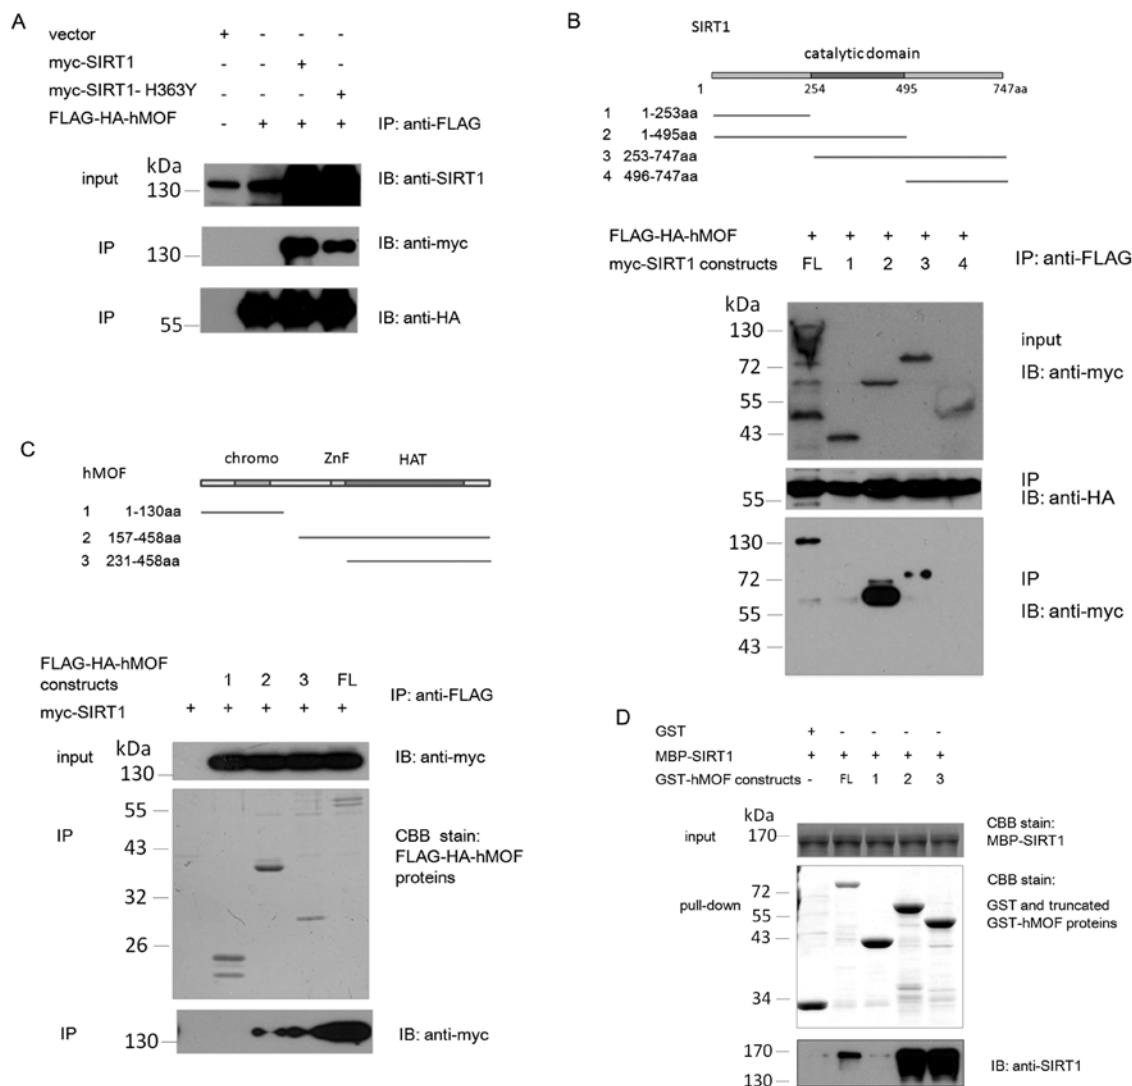 A
vector + - - -
myc-SIRT1 - - + -
myc-SIRT1- H363Y - - - +
FLAG-HA-hMOF - + + + IP: anti-FLAG
kDa
input 130 IB: anti-SIRT1
IP 130 IB: anti-myc
IP 55 IB: anti-HA
B
SIRT1
catalytic domain
1 254 495 747aa
1 1-253aa
2 1-495aa
3 253-747aa
4 496-747aa
FLAG-HA-hMOF + + + + +
myc-SIRT1 constructs FL 1 2 3 4 IP: anti-FLAG
kDa
130 input
72 IB: anti-myc
55
43
IP
55 IB: anti-HA
130
72 IP
55 IB: anti-myc
43
C
chromo ZnF HAT
hMOF
1 1-130aa
2 157-458aa
3 231-458aa
FLAG-HA-hMOF
constructs 1 2 3 FL IP: anti-FLAG
myc-SIRT1 + + + + +
kDa
input 130 IB: anti-myc
55
IP CBB stain:
43 FLAG-HA-hMOF
proteins
32
26
IP 130 IB: anti-myc
D
GST + - - - -
MBP-SIRT1 + + + + +
GST-hMOF constructs - FL 1 2 3
kDa
input 170 CBB stain:
MBP-SIRT1
72 CBB stain:
pull-down 55 GST and truncated
43 GST-hMOF proteins
34
170 IB: anti-SIRT1
130